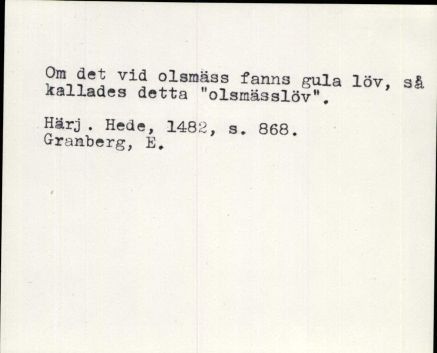 Om det vid olsmäss fanns gula löv, så
kallades detta "olsmässlöv".
Härj. Hede, 1482, s. 868.
Granberg, E.